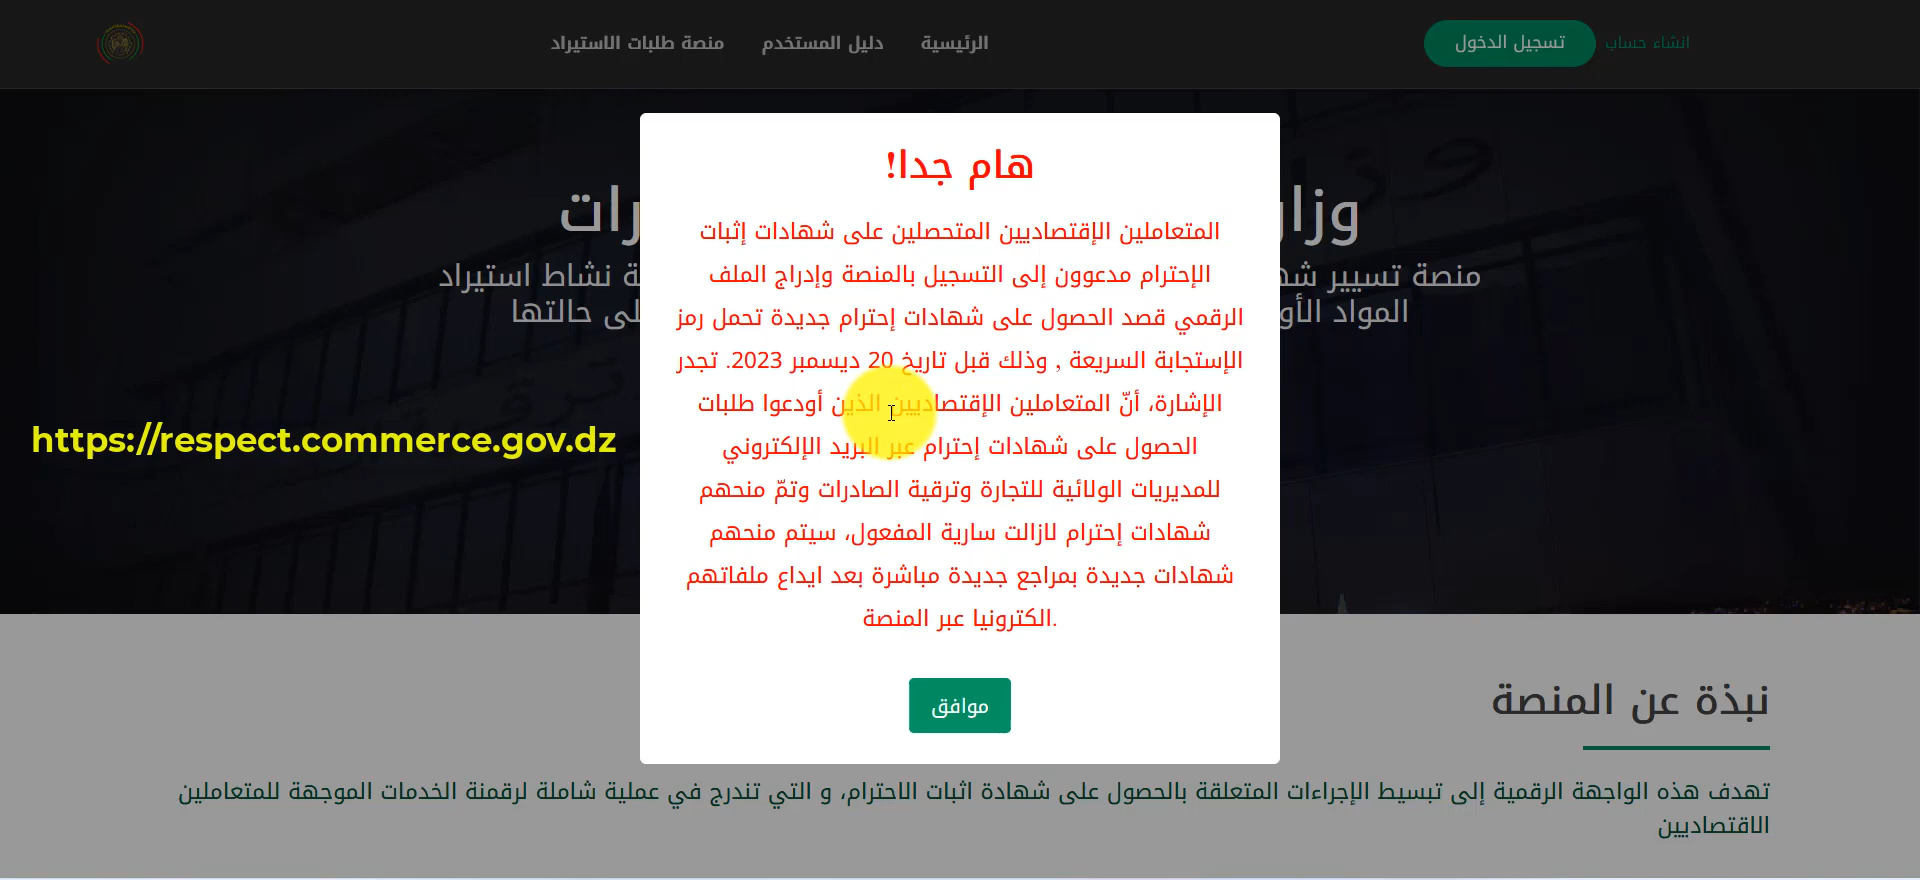 الرئيسية
دليل المستخدم
منصة طلبات الاستيراد
انشاء حساب
تسجيل الدخول
هام جدا!
المتعاملين الإقتصاديين المتحصلين على شهادات إثبات
الإحترام مدعوون إلى التسجيل بالمنصة وإدراج الملف
الرقمي قصد الحصول على شهادات إحترام جديدة تحمل رمز
الإستجابة السريعة , وذلك قبل تاريخ 20 ديسمبر 2023. تجدر
الإشارة، أنّ المتعاملين الإقتصاديين الذين أودعوا طلبات
الحصول على شهادات إحترام عبر البريد الإلكتروني
للمديريات الولائية للتجارة وترقية الصادرات وتمّ منحهم
شهادات إحترام لازالت سارية المفعول، سيتم منحهم
شهادات جديدة بمراجع جديدة مباشرة بعد ايداع ملفاتهم
.الكترونيا عبر المنصة
موافق
منصة تسيير
نشاط استيراد
المواد
حالتها
https://respect.commerce.gov.dz
نبذة عن المنصة
تهدف هذه الواجهة الرقمية إلى تبسيط الإجراءات المتعلقة بالحصول على شهادة اثبات الاحترام، و التي تندرج في عملية شاملة لرقمنة الخدمات الموجهة للمتعاملين
الاقتصاديين